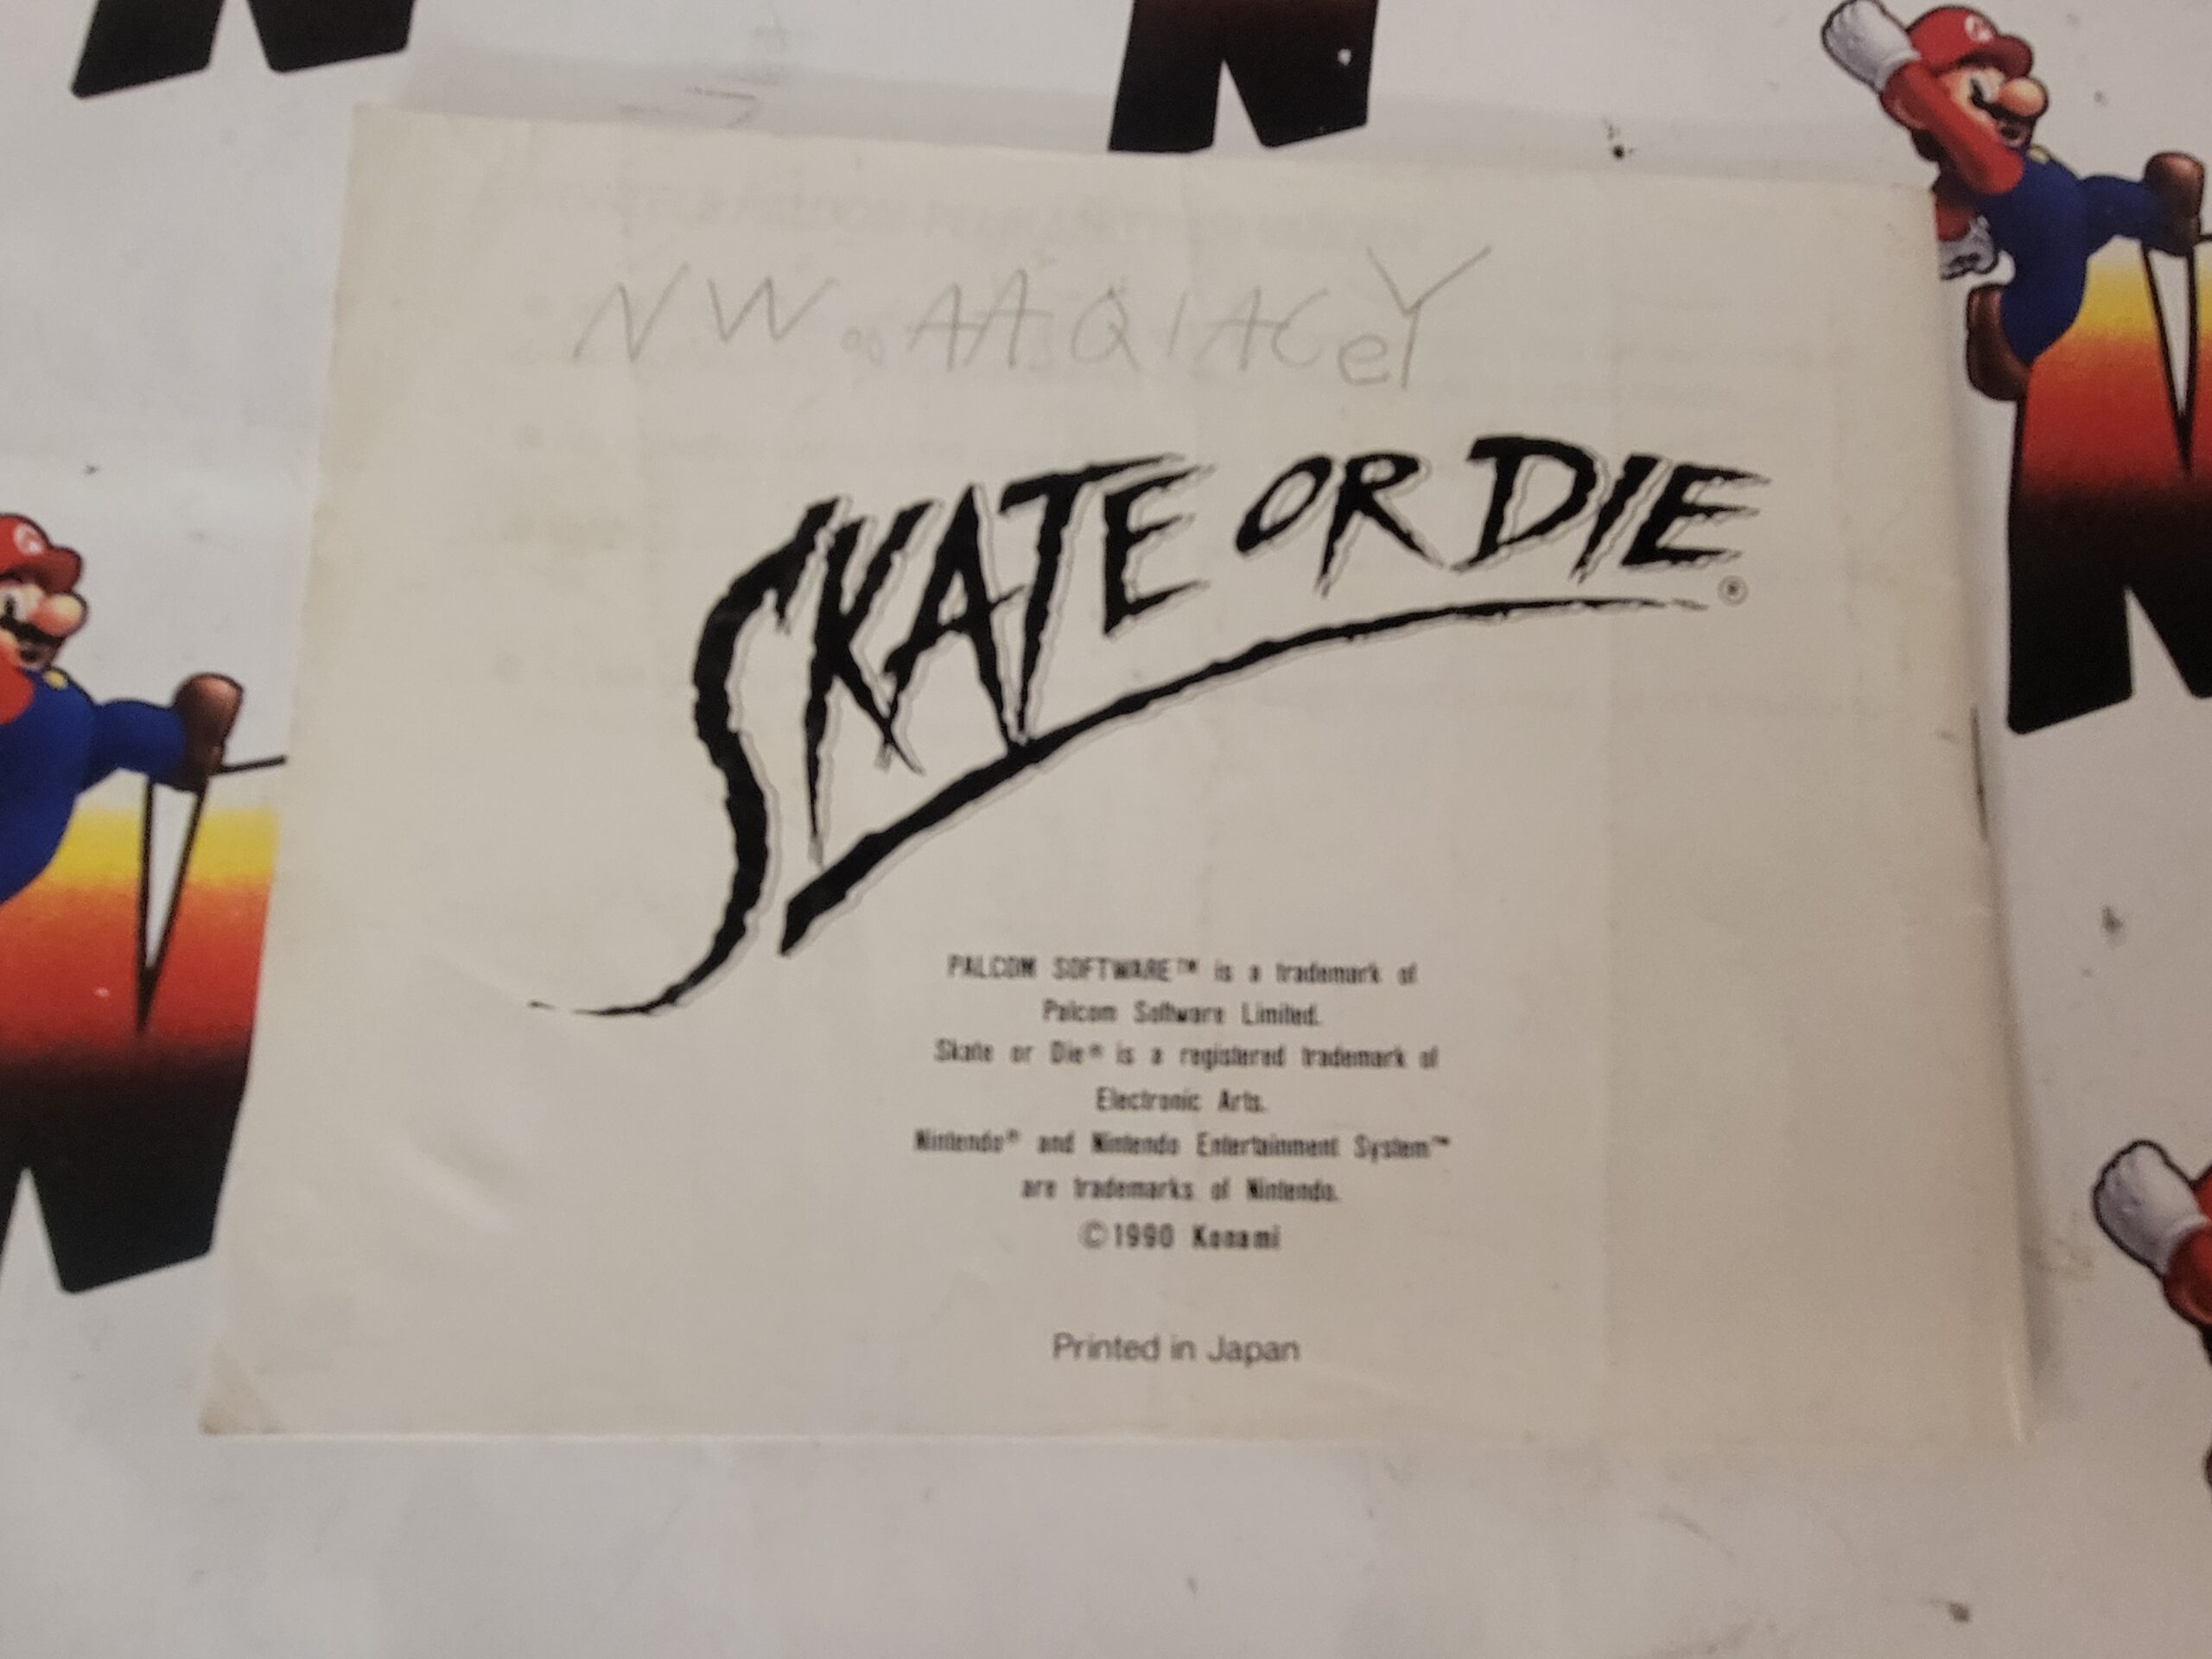 NW. AAQIACeY
SKATE OR DIE®
PALCOM SOFTWARE™ is a trademark of
Palcom Software Limited.
Skate or Die® is a registered trademark of
Electronic Arts.
Nintendo® and Nintendo Entertainment System™
are trademarks of Nintendo.
©1990 Konami
Printed in Japan